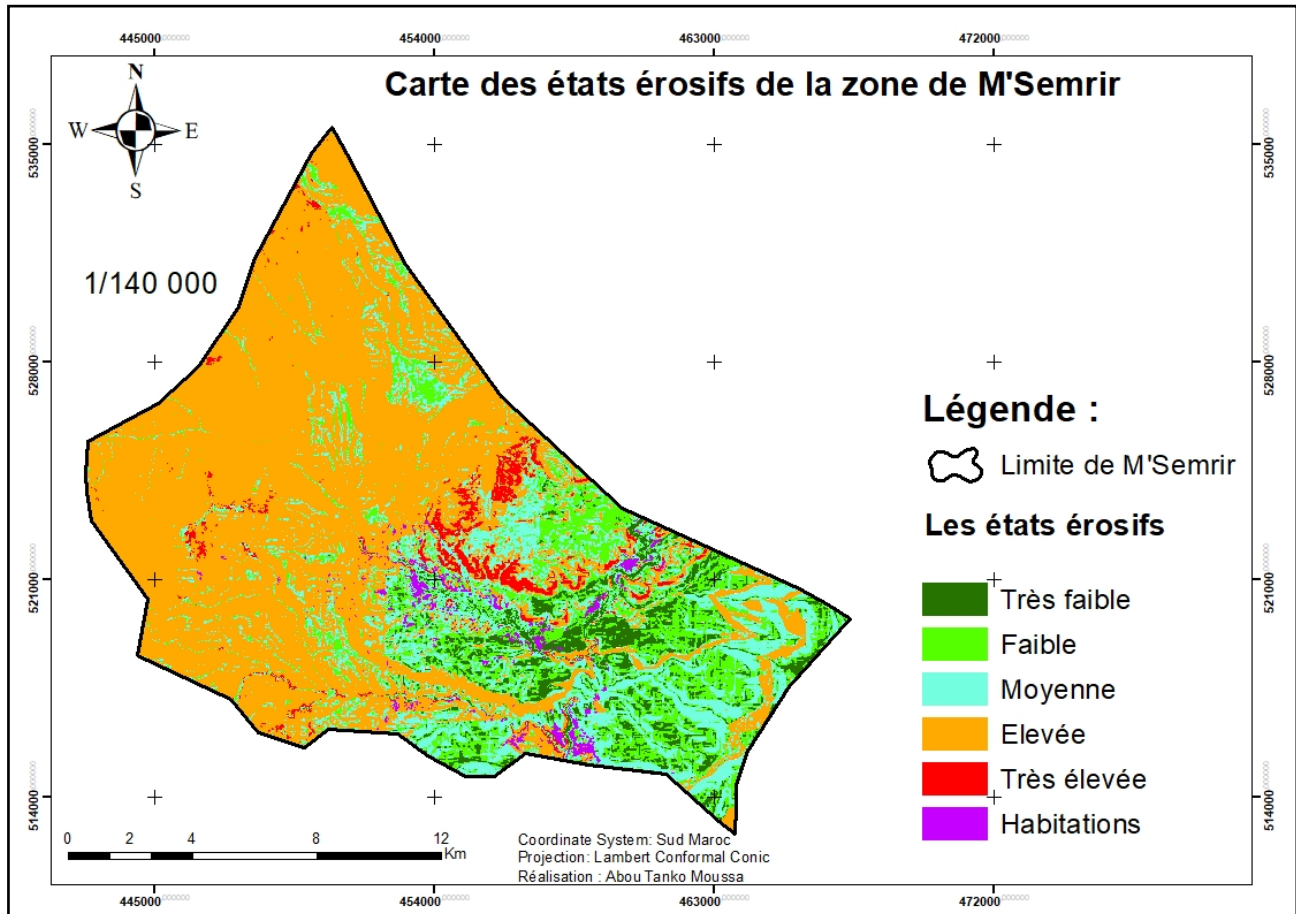 445000 454000 463000 472000
Carte des états érosifs de la zone de M'Semrir
N
W E
S
535000 535000
1/140 000
528000 528000
Légende :
Limite de M'Semrir
Les états érosifs
521000 521000
Très faible
Faible
Moyenne
Elevée
Très élevée
Habitations
514000 514000
0 2 4 8 12
Km
Coordinate System: Sud Maroc
Projection: Lambert Conformal Conic
Réalisation : Abou Tanko Moussa
445000 454000 463000 472000